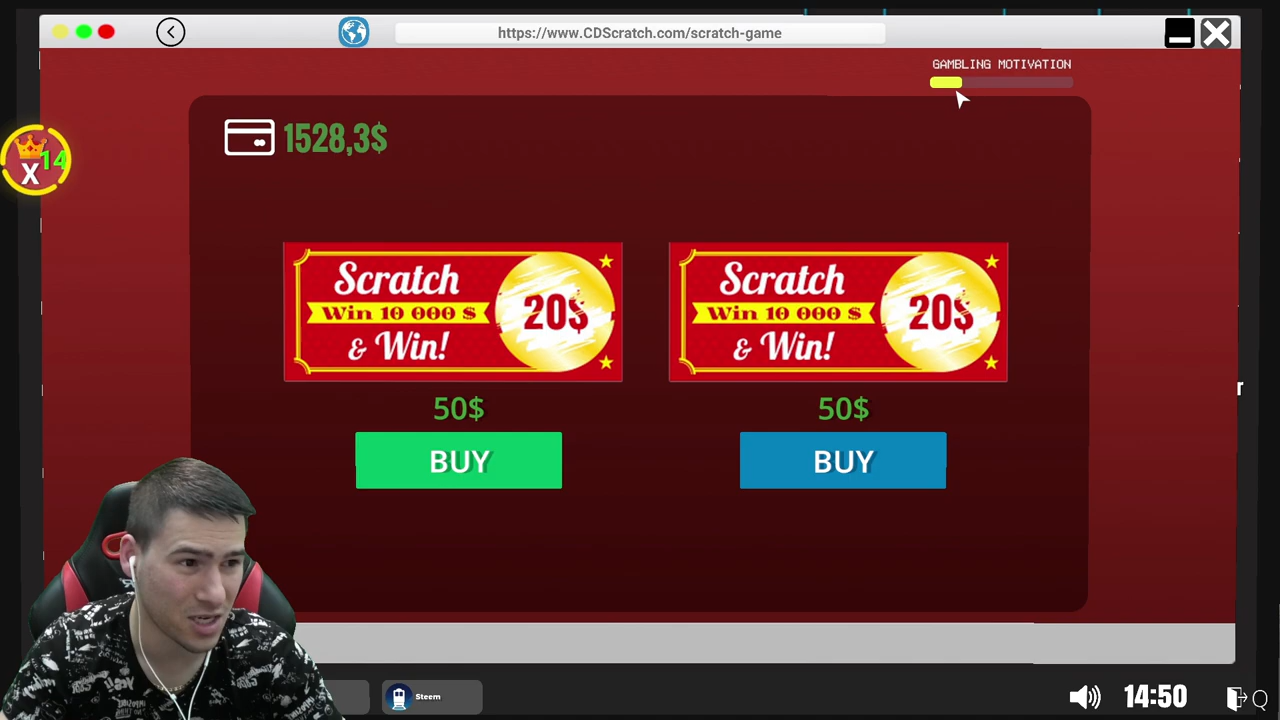 https://www.CDScratch.com/scratch-game
GAMBLING MOTIVATION
1528,3$
14
X
Scratch
Win 10 000 $
& Win!
20$
Scratch
Win 10 000 $
& Win!
20$
50$
50$
BUY
BUY
Steem
14:50
Q